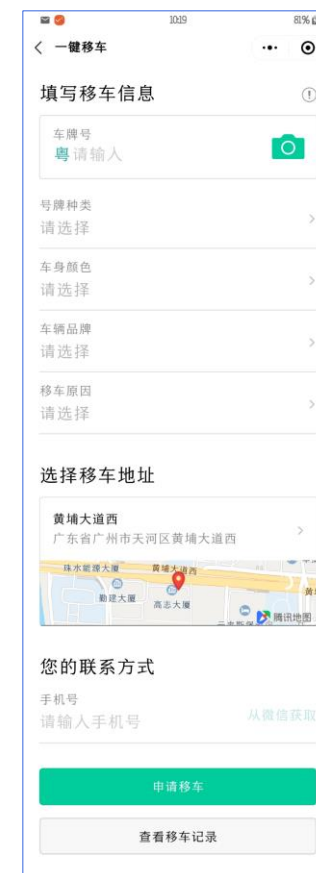 10:19
81%
一键移车
填写移车信息
车牌号
粤 请输入
号牌种类
请选择
车身颜色
请选择
车辆品牌
请选择
移车原因
请选择
选择移车地址
黄埔大道西
广东省广州市天河区黄埔大道西
珠水能源大厦
黄埔大道西
勤建大厦
高志大厦
腾讯地图
您的联系方式
手机号
请输入手机号
从微信获取
申请移车
查看移车记录